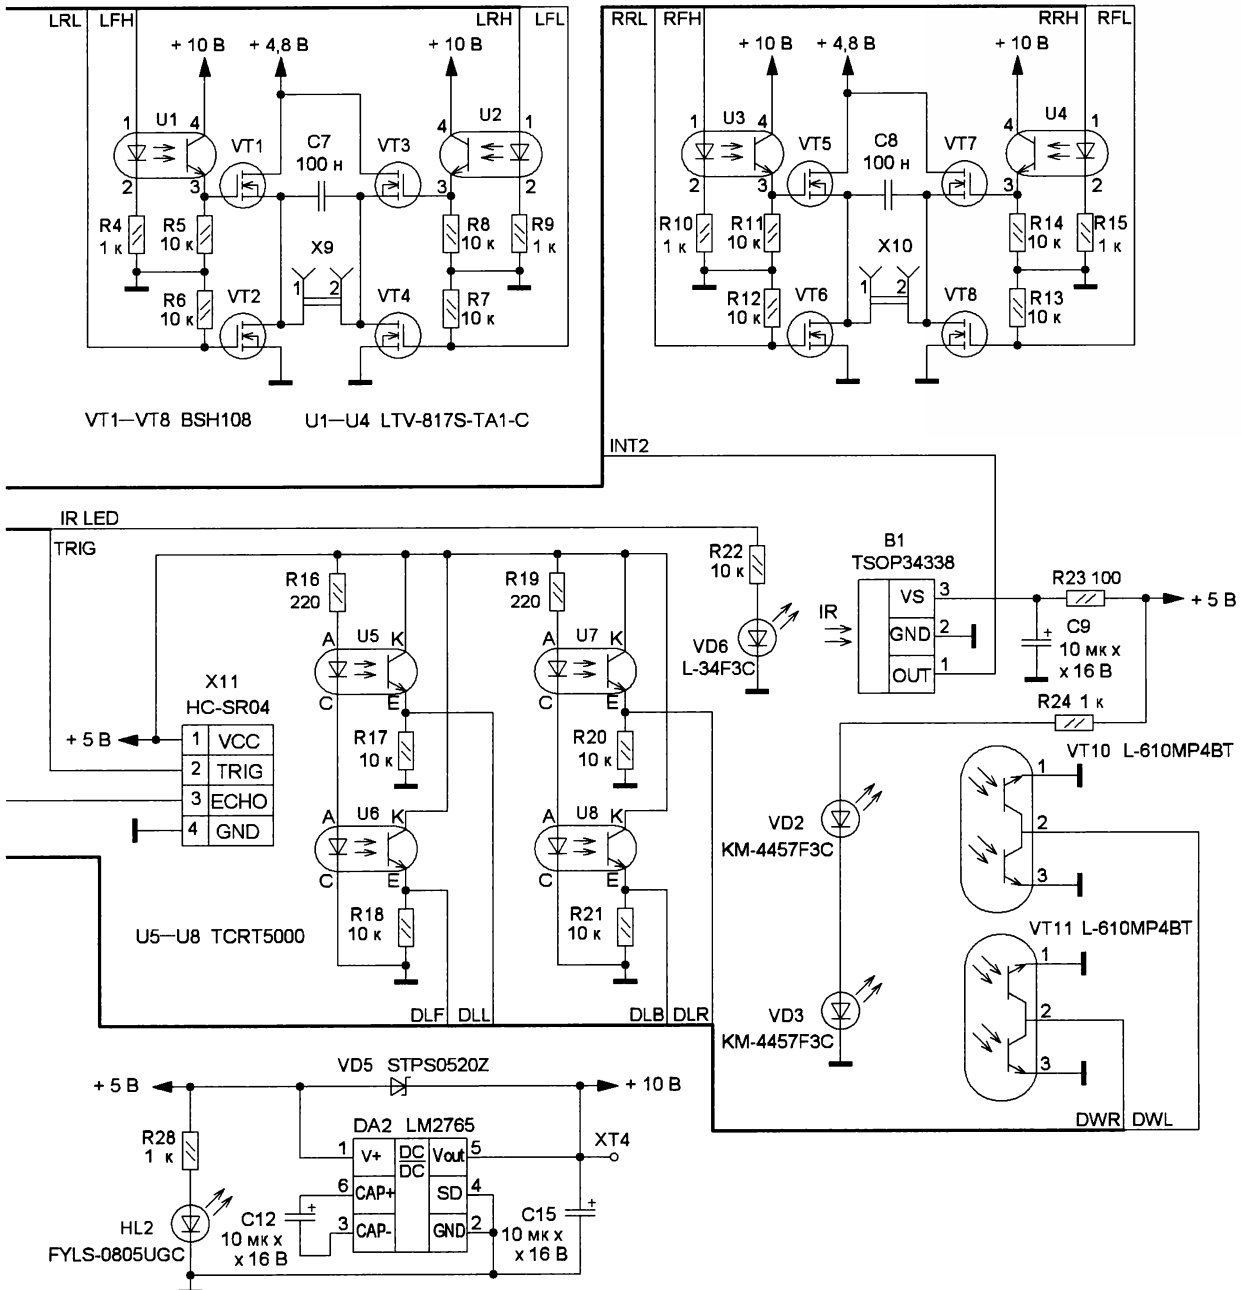 LRL LFH LRH LFL RRL RFH RRH RFL
+ 10 В + 4,8 В + 10 В + 10 В + 4,8 В + 10 В
1 U1 4 4 U2 1 1 U3 4 4 U4 1
VT1 C7 VT3 VT5 C8 VT7
100 н 100 н
2 3 3 2 2 3 3 2
R4 R5 R8 R9 R10 R11 R14 R15
1 к 10 к 10 к 1 к 1 к 10 к 10 к 1 к
X9 X10
R6 VT2 1 2 VT4 R7 R12 VT6 1 2 VT8 R13
10 к 10 к 10 к 10 к
VT1—VT8 BSH108 U1—U4 LTV-817S-TA1-C
INT2
IR LED
TRIG
B1
TSOP34338
R22
10 к
R16
220
R19
220
VS 3
R23 100
+ 5 В
IR
GND 2
C9
10 мк х
х 16 В
OUT 1
A U5 K A U7 K
C E C E
VD6
L-34F3C
X11
HC-SR04
R24 1 к
+ 5 В 1 VCC
2 TRIG
3 ECHO
4 GND
R17
10 к
R20
10 к
VT10 L-610MP4BT
1
2
3
A U6 K A U8 K
C E C E
VD2
KM-4457F3C
R18
10 к
R21
10 к
U5—U8 TCRT5000
VT11 L-610MP4BT
1
2
3
DLF DLL DLB DLR
VD3
KM-4457F3C
VD5 STPS0520Z
+ 5 В + 10 В
DWR DWL
R28
1 к
DA2 LM2765
XT4
1 V+ DC Vout 5
DC
6 CAP+ SD 4
3 CAP- GND 2
C12
10 мк х
х 16 В
C15
10 мк х
х 16 В
HL2
FYLS-0805UGC